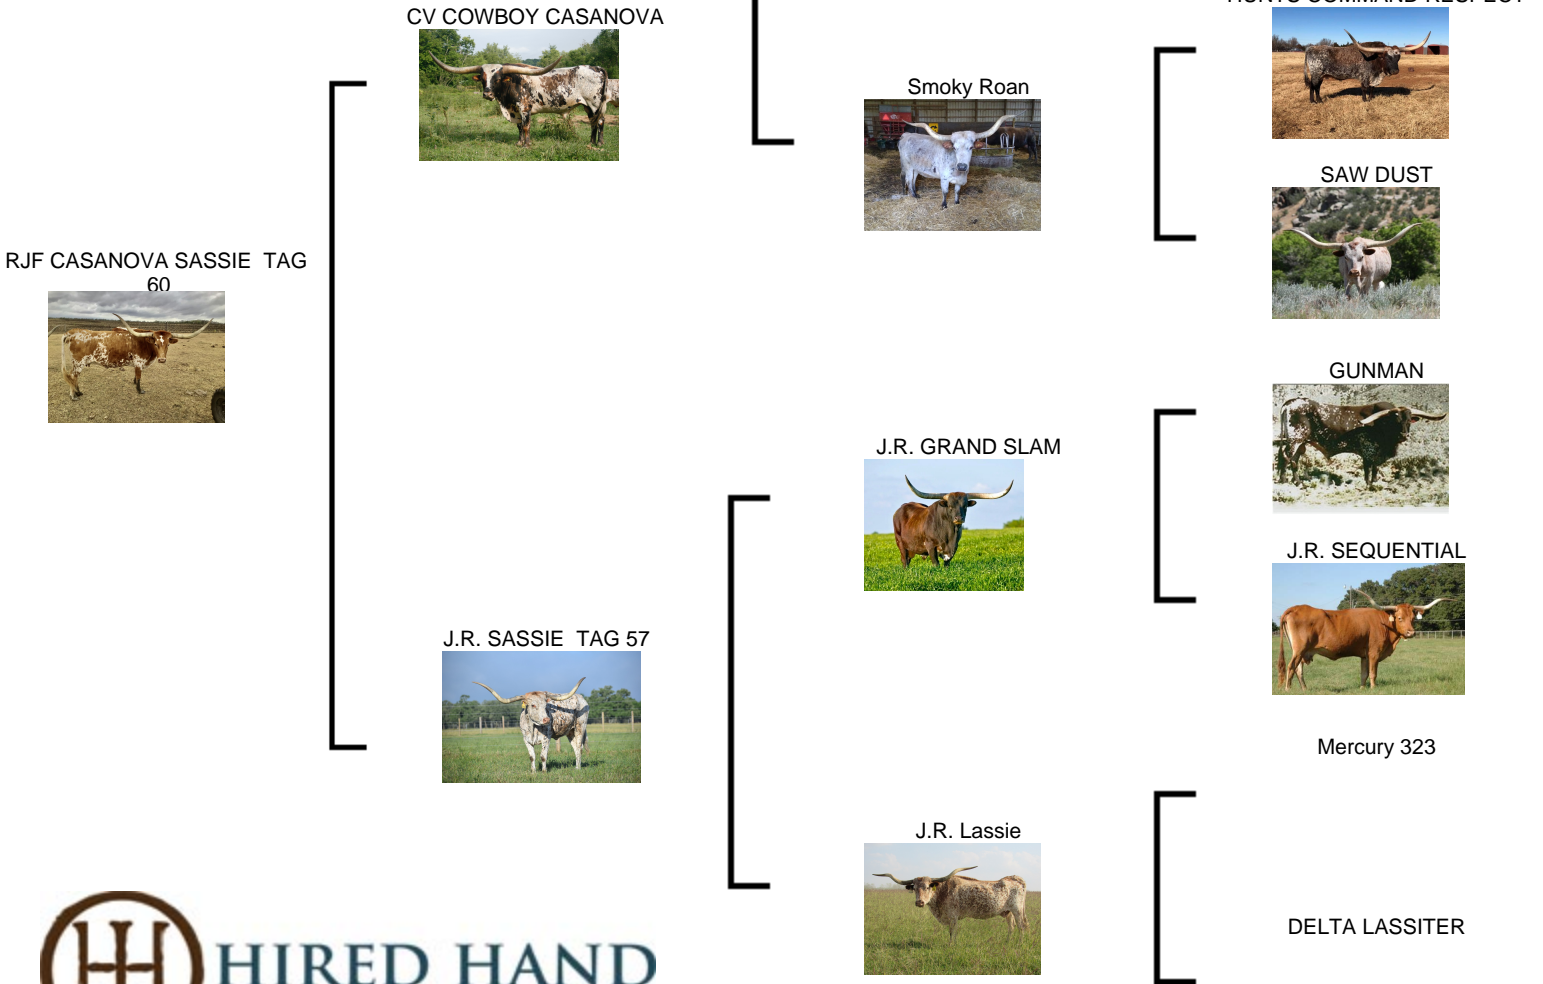 CV COWBOY CASANOVA
Smoky Roan
SAW DUST
RJF CASANOVA SASSIE  TAG
60
GUNMAN
J.R. GRAND SLAM
J.R. SEQUENTIAL
J.R. SASSIE  TAG 57
Mercury 323
J.R. Lassie
DELTA LASSITER
HIRED HAND